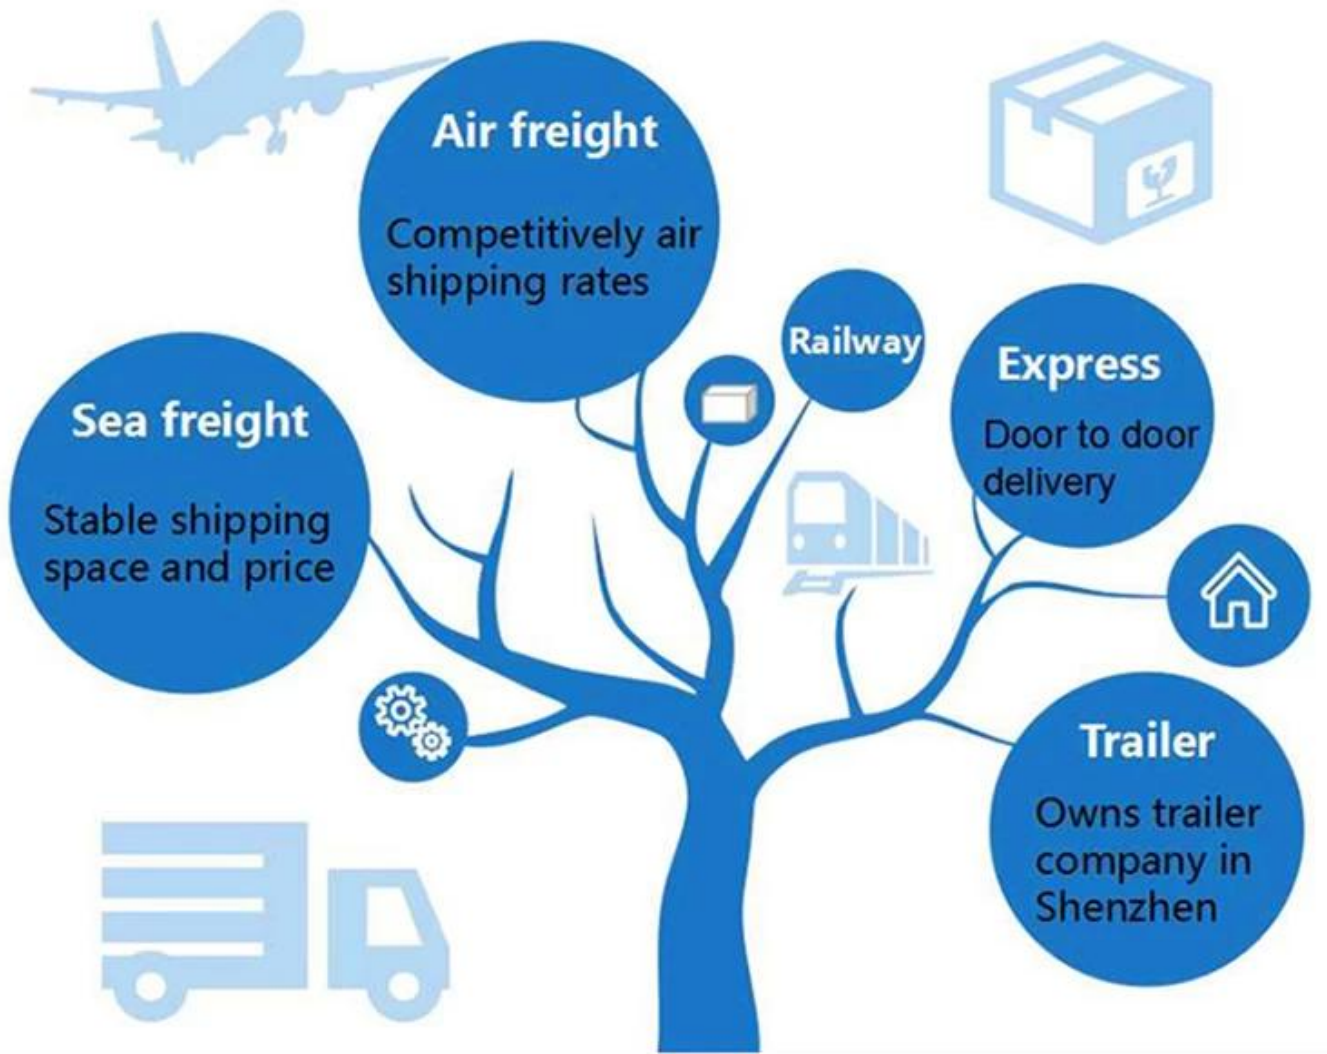 Air freight
Competitively air
shipping rates
Railway
Express
Door to door
delivery
Sea freight
Stable shipping
space and price
Trailer
Owns trailer
company in
Shenzhen